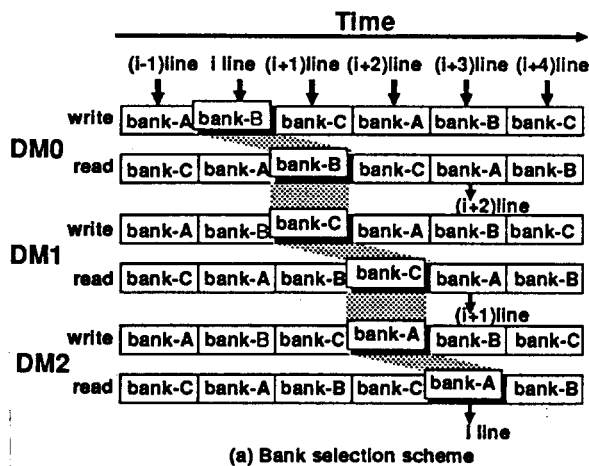 Time
(i-1)line i line (i+1)line (i+2)line (i+3)line (i+4)line
write bank-A bank-B bank-C bank-A bank-B bank-C
DM0
read bank-C bank-A bank-B bank-C bank-A bank-B
(i+2)line
write bank-A bank-B bank-C bank-A bank-B bank-C
DM1
read bank-C bank-A bank-B bank-C bank-A bank-B
(i+1)line
write bank-A bank-B bank-C bank-A bank-B bank-C
DM2
read bank-C bank-A bank-B bank-C bank-A bank-B
i line
(a) Bank selection scheme